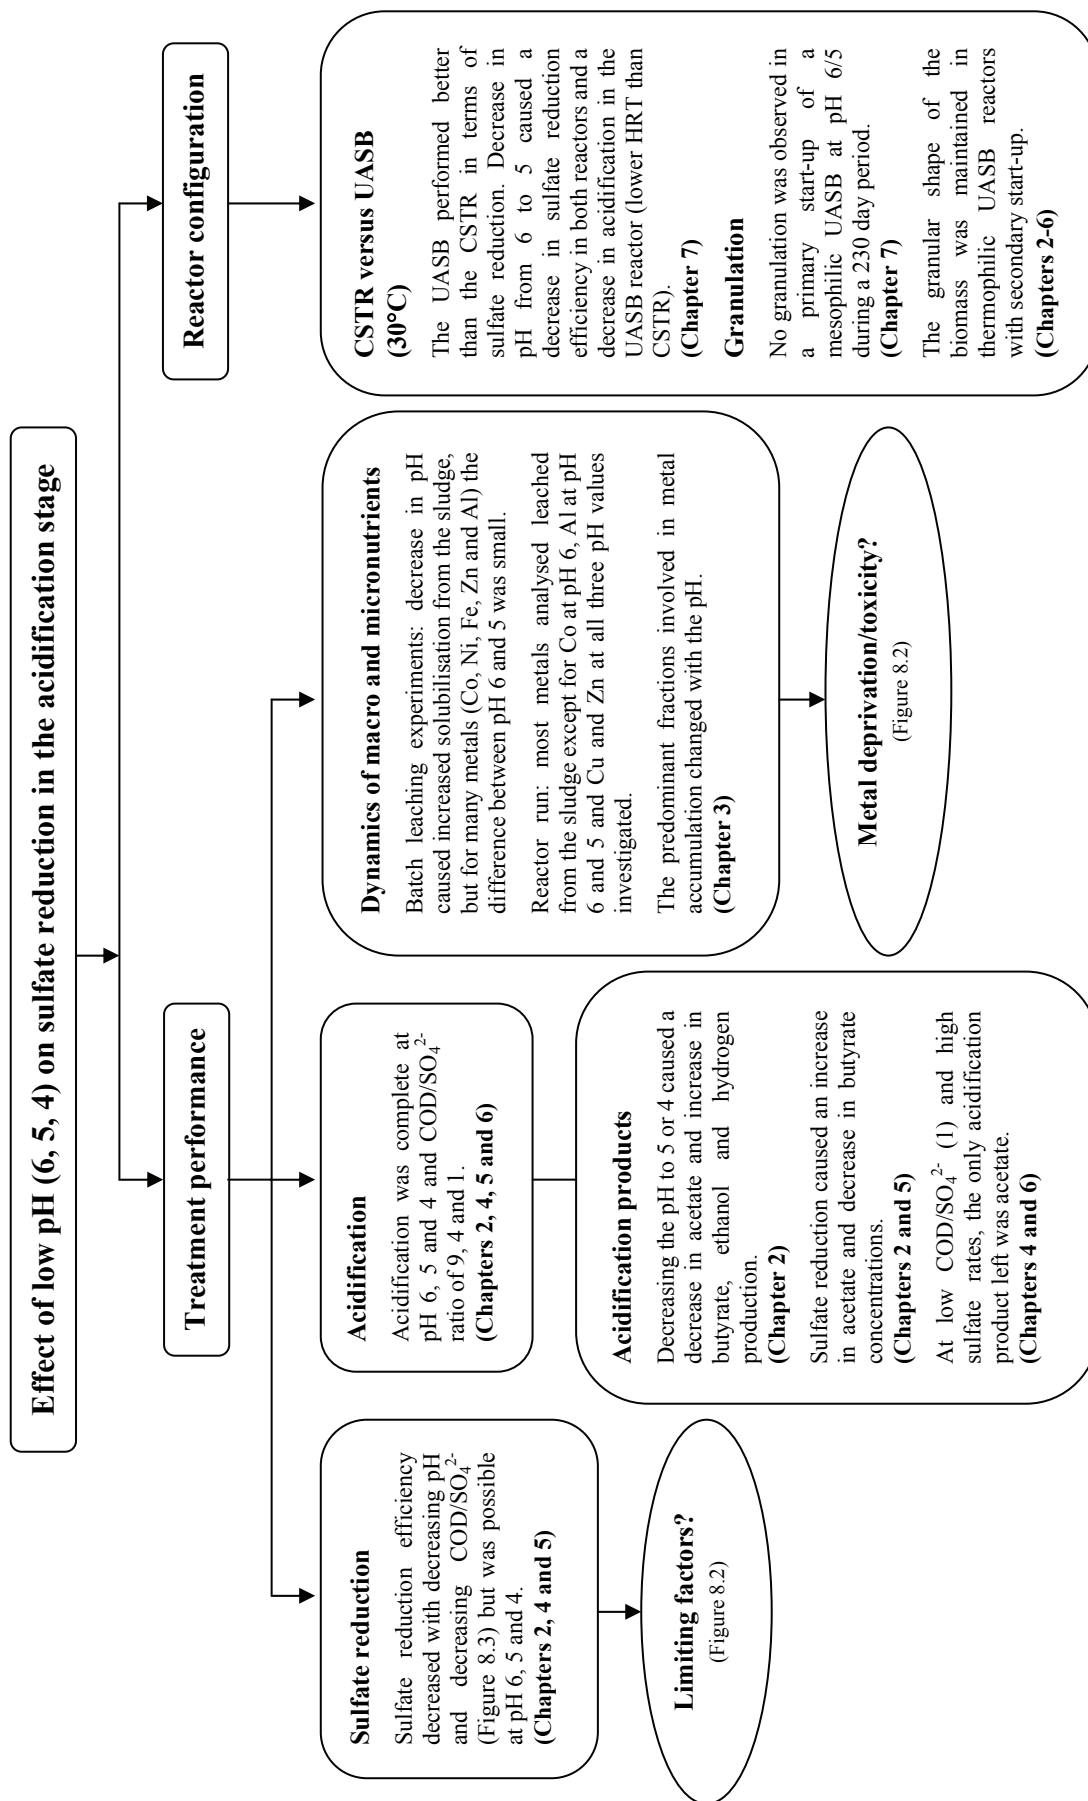 Effect of low pH (6, 5, 4) on sulfate reduction in the acidification stage
Treatment performance
Reactor configuration
Sulfate reduction
Sulfate reduction efficiency
decreased with decreasing pH
and decreasing COD/SO₄²⁻
(Figure 8.3) but was possible
at pH 6, 5 and 4.
(Chapters 2, 4 and 5)
Limiting factors?
(Figure 8.2)
Acidification
Acidification was complete at
pH 6, 5 and 4 and COD/SO₄²⁻
ratio of 9, 4 and 1.
(Chapters 2, 4, 5 and 6)
Acidification products
Decreasing the pH to 5 or 4 caused a
decrease in acetate and increase in
butyrate, ethanol and hydrogen
production.
(Chapter 2)
Sulfate reduction caused an increase
in acetate and decrease in butyrate
concentrations.
(Chapters 2 and 5)
At low COD/SO₄²⁻ (1) and high
sulfate rates, the only acidification
product left was acetate.
(Chapters 4 and 6)
Dynamics of macro and micronutrients
Batch leaching experiments: decrease in pH
caused increased solubilisation from the sludge,
but for many metals (Co, Ni, Fe, Zn and Al) the
difference between pH 6 and 5 was small.
Reactor run: most metals analysed leached
from the sludge except for Co at pH 6, Al at pH
6 and 5 and Cu and Zn at all three pH values
investigated.
The predominant fractions involved in metal
accumulation changed with the pH.
(Chapter 3)
Metal deprivation/toxicity?
(Figure 8.2)
CSTR versus UASB
(30°C)
The UASB performed better
than the CSTR in terms of
sulfate reduction. Decrease in
pH from 6 to 5 caused a
decrease in sulfate reduction
efficiency in both reactors and a
decrease in acidification in the
UASB reactor (lower HRT than
CSTR).
(Chapter 7)
Granulation
No granulation was observed in
a primary start-up of a
mesophilic UASB at pH 6/5
during a 230 day period.
(Chapter 7)
The granular shape of the
biomass was maintained in
thermophilic UASB reactors
with secondary start-up.
(Chapters 2-6)